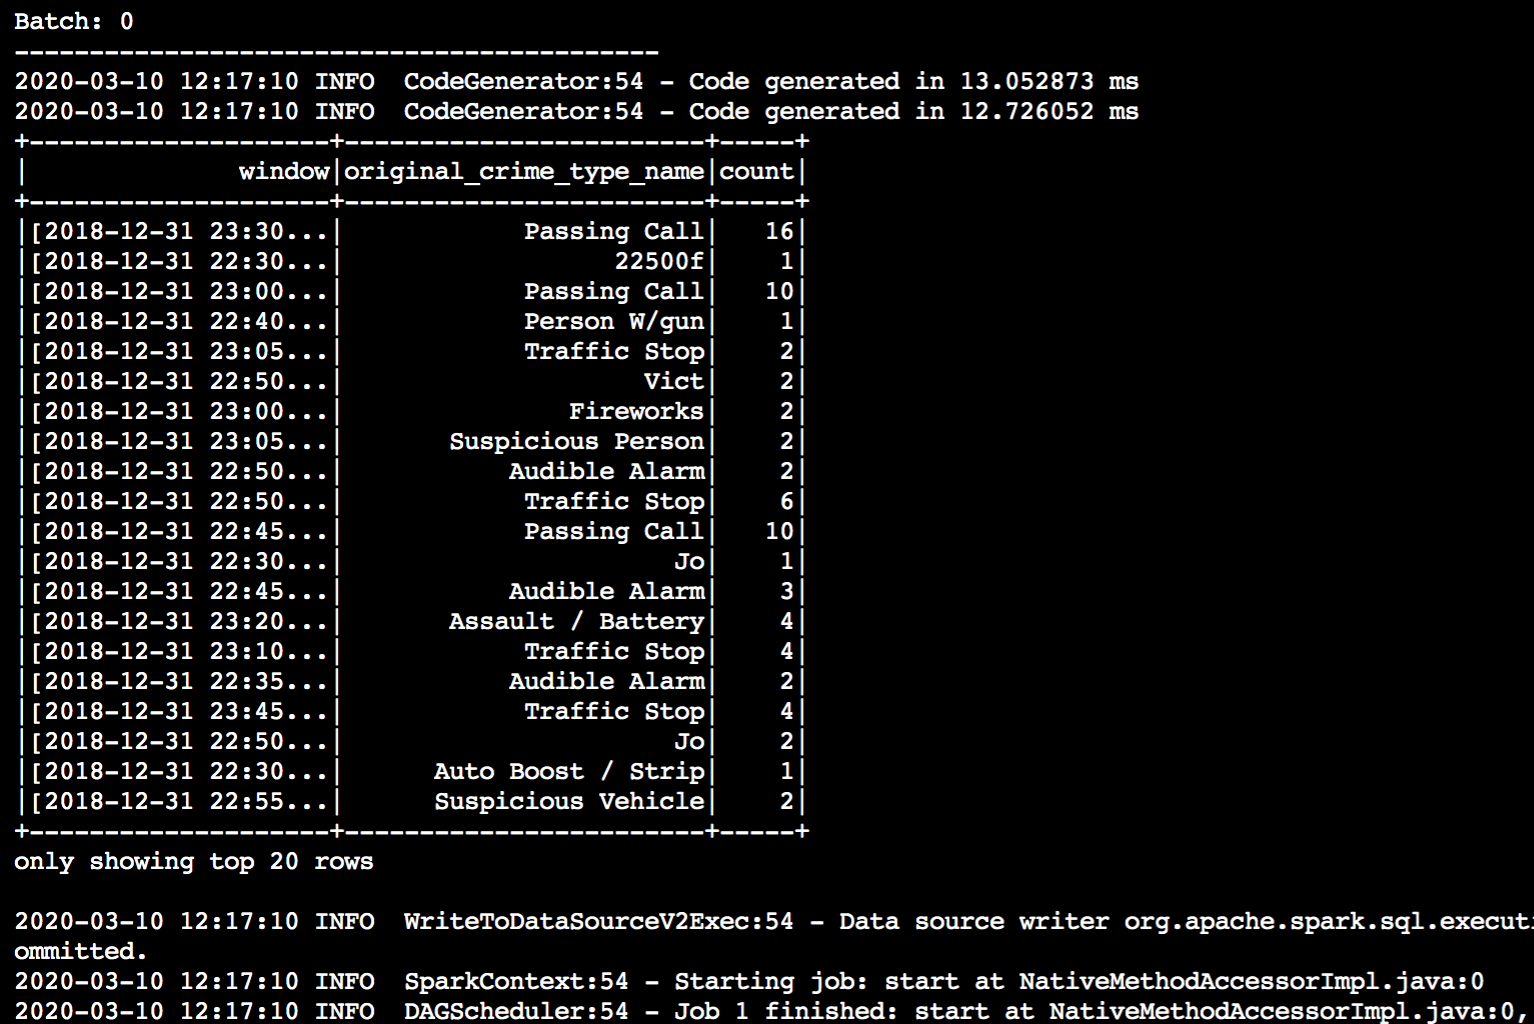 Batch: 0
-------------------------------------------
2020-03-10 12:17:10 INFO  CodeGenerator:54 - Code generated in 13.052873 ms
2020-03-10 12:17:10 INFO  CodeGenerator:54 - Code generated in 12.726052 ms
+--------------------+------------------------+-----+
|              window|original_crime_type_name|count|
+--------------------+------------------------+-----+
|[2018-12-31 23:30...|            Passing Call|   16|
|[2018-12-31 22:30...|                  22500f|    1|
|[2018-12-31 23:00...|            Passing Call|   10|
|[2018-12-31 22:40...|            Person W/gun|    1|
|[2018-12-31 23:05...|            Traffic Stop|    2|
|[2018-12-31 22:50...|                    Vict|    2|
|[2018-12-31 23:00...|               Fireworks|    2|
|[2018-12-31 23:05...|       Suspicious Person|    2|
|[2018-12-31 22:50...|           Audible Alarm|    2|
|[2018-12-31 22:50...|            Traffic Stop|    6|
|[2018-12-31 22:45...|            Passing Call|   10|
|[2018-12-31 22:30...|                      Jo|    1|
|[2018-12-31 22:45...|           Audible Alarm|    3|
|[2018-12-31 23:20...|       Assault / Battery|    4|
|[2018-12-31 23:10...|            Traffic Stop|    4|
|[2018-12-31 22:35...|           Audible Alarm|    2|
|[2018-12-31 23:45...|            Traffic Stop|    4|
|[2018-12-31 22:50...|                      Jo|    2|
|[2018-12-31 22:30...|      Auto Boost / Strip|    1|
|[2018-12-31 22:55...|      Suspicious Vehicle|    2|
+--------------------+------------------------+-----+
only showing top 20 rows
2020-03-10 12:17:10 INFO  WriteToDataSourceV2Exec:54 - Data source writer org.apache.spark.sql.executi
ommitted.
2020-03-10 12:17:10 INFO  SparkContext:54 - Starting job: start at NativeMethodAccessorImpl.java:0
2020-03-10 12:17:10 INFO  DAGScheduler:54 - Job 1 finished: start at NativeMethodAccessorImpl.java:0,